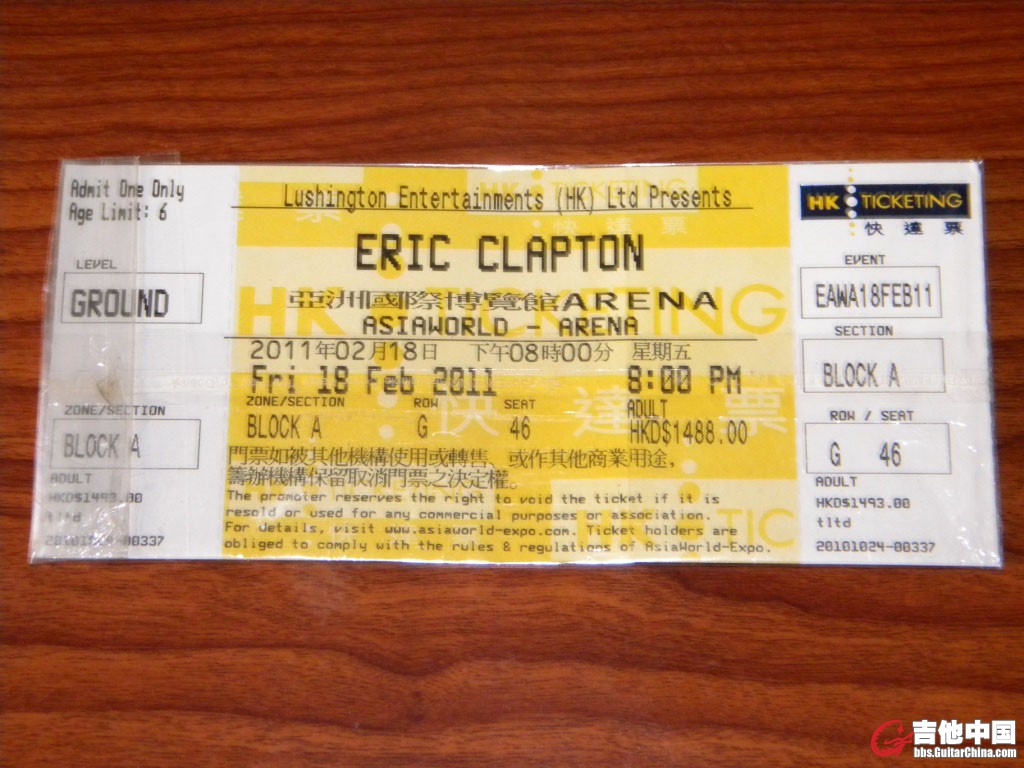 Admit One Only
Age Limit: 6
LEVEL
GROUND
ZONE/SECTION
BLOCK A
ADULT
HKD$1493.00
tltd
20101024-00337
Lushington Entertainments (HK) Ltd Presents
ERIC CLAPTON
亞洲國際博覽館ARENA
ASIAWORLD - ARENA
2011年02月18日 下午08時00分 星期五
Fri 18 Feb 2011 8:00 PM
ZONE/SECTION ROW SEAT ADULT
BLOCK A G 46 HKD$1488.00
門票如被其他機構使用或轉售、或作其他商業用途,
籌辦機構保留取消門票之決定權。
The promoter reserves the right to void the ticket if it is
resold or used for any commercial purposes or association.
For details, visit www.asiaworld-expo.com. Ticket holders are
obliged to comply with the rules & regulations of AsiaWorld-Expo.
HK TICKETING
快達票
HK TICKETING
快達票
EVENT
EAWA18FEB11
SECTION
BLOCK A
ROW / SEAT
G 46
ADULT
HKD$1493.00
tltd
20101024-00337
吉他中国
bbs.GuitarChina.com